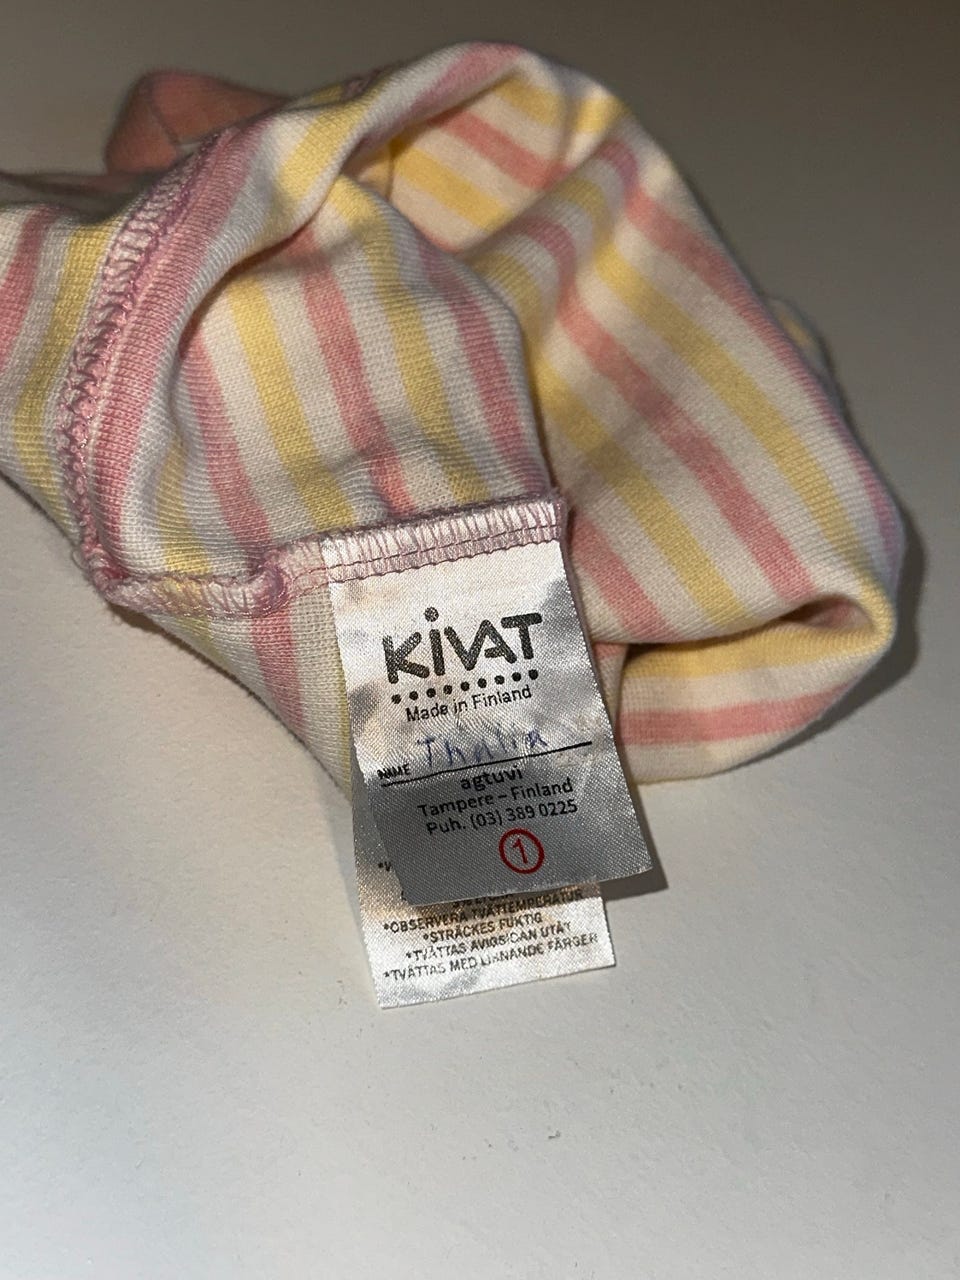 KiVAT
Made in Finland
NAME Thalia
agtuvi
Tampere – Finland
Puh. (03) 389 0225
1
*OBSERVERA TVÄTTEMPERATUR
*STRÄCKES FUKTIG
*TVÄTTAS AVIGSIDAN UTÅT
*TVÄTTAS MED LIKNANDE FÄRGER